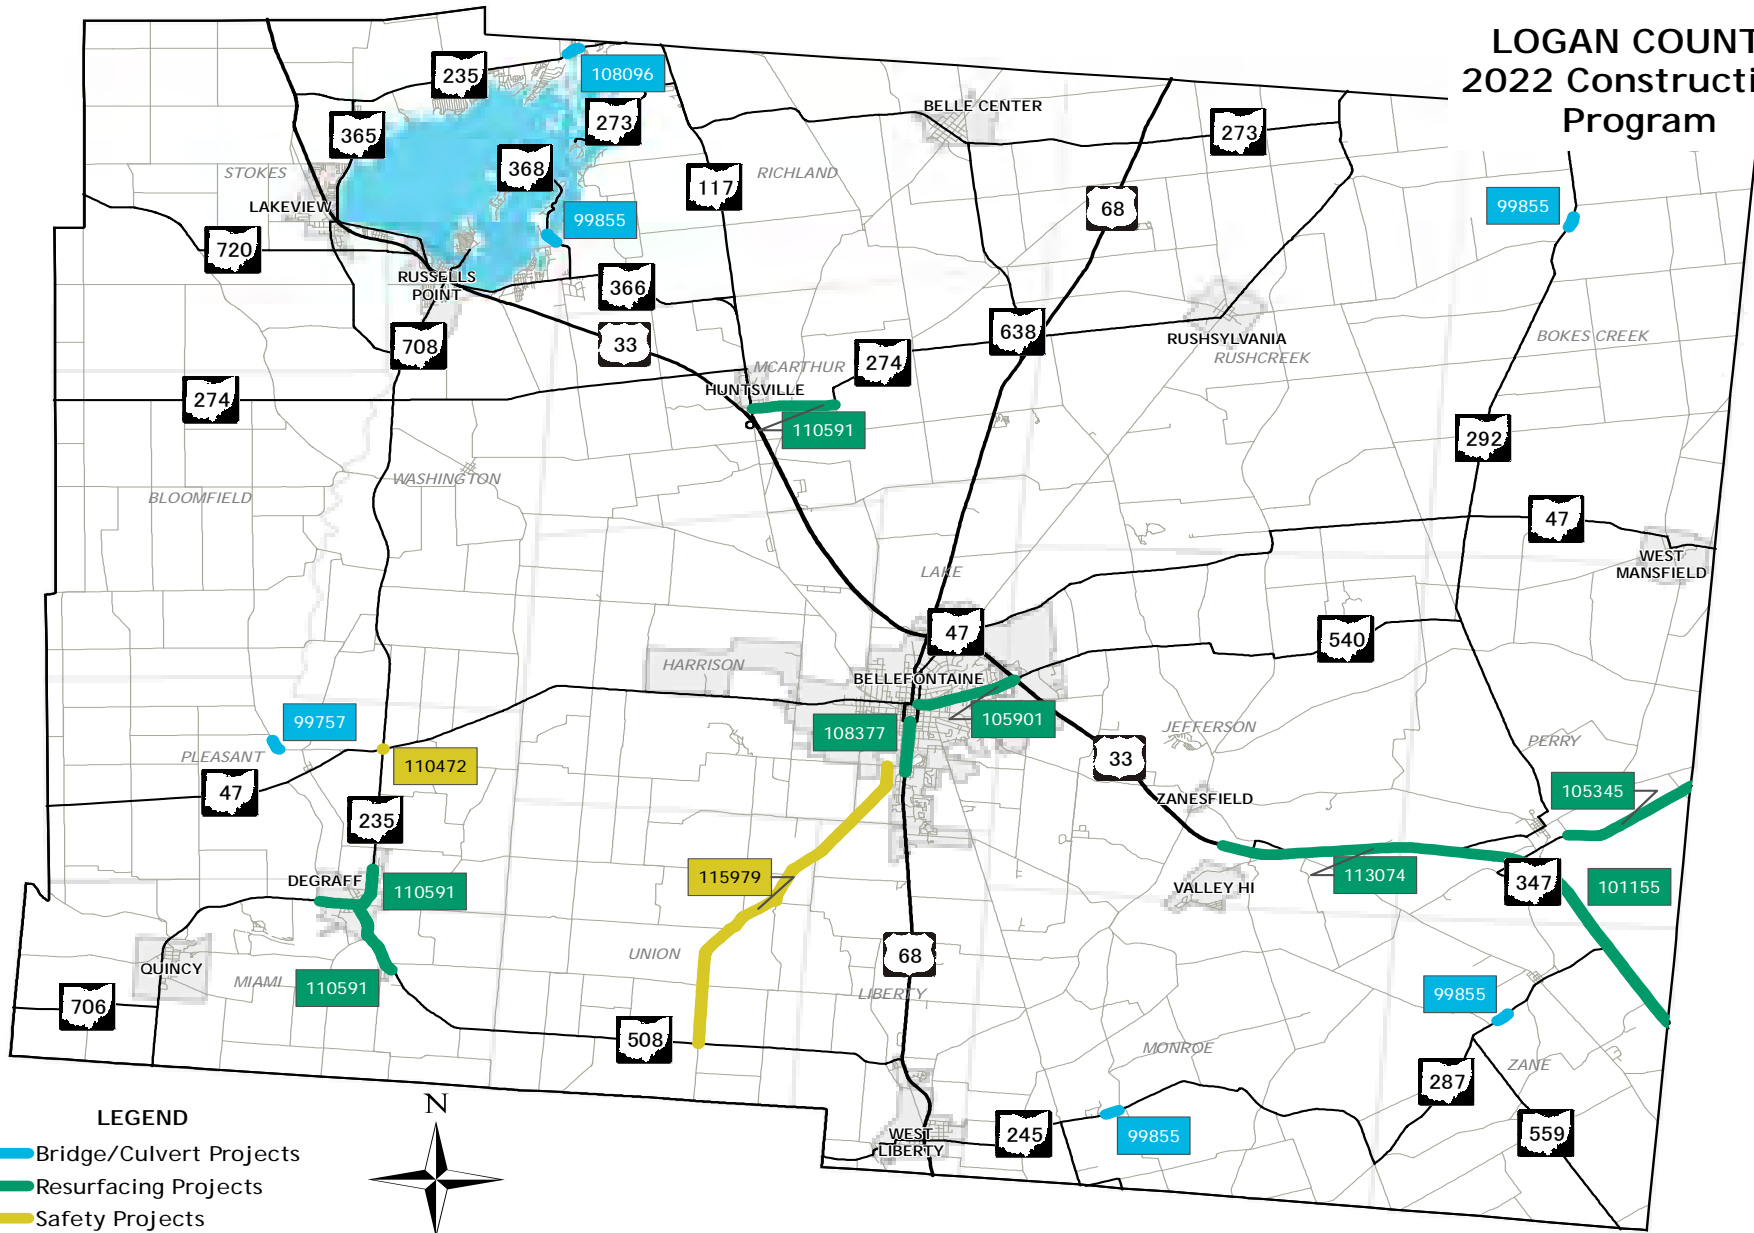 LOGAN COUNT
2022 Constructi
Program
235
108096
365
273
BELLE CENTER
273
STOKES
368
117
RICHLAND
68
LAKEVIEW
99855
99855
720
RUSSELLS
POINT
366
708
33
638
RUSHSYLVANIA
RUSHCREEK
BOKES CREEK
MCARTHUR
274
HUNTSVILLE
274
110591
292
BLOOMFIELD
WASHINGTON
47
WEST
MANSFIELD
LAKE
47
540
HARRISON
BELLEFONTAINE
99757
108377
105901
JEFFERSON
PERRY
PLEASANT
110472
33
47
235
ZANESFIELD
105345
DEGRAFF
110591
115979
VALLEY HI
113074
347
101155
QUINCY
MIAMI
110591
UNION
68
LIBERTY
99855
706
508
MONROE
ZANE
287
LEGEND
N
WEST
LIBERTY
245
99855
559
Bridge/Culvert Projects
Resurfacing Projects
Safety Projects